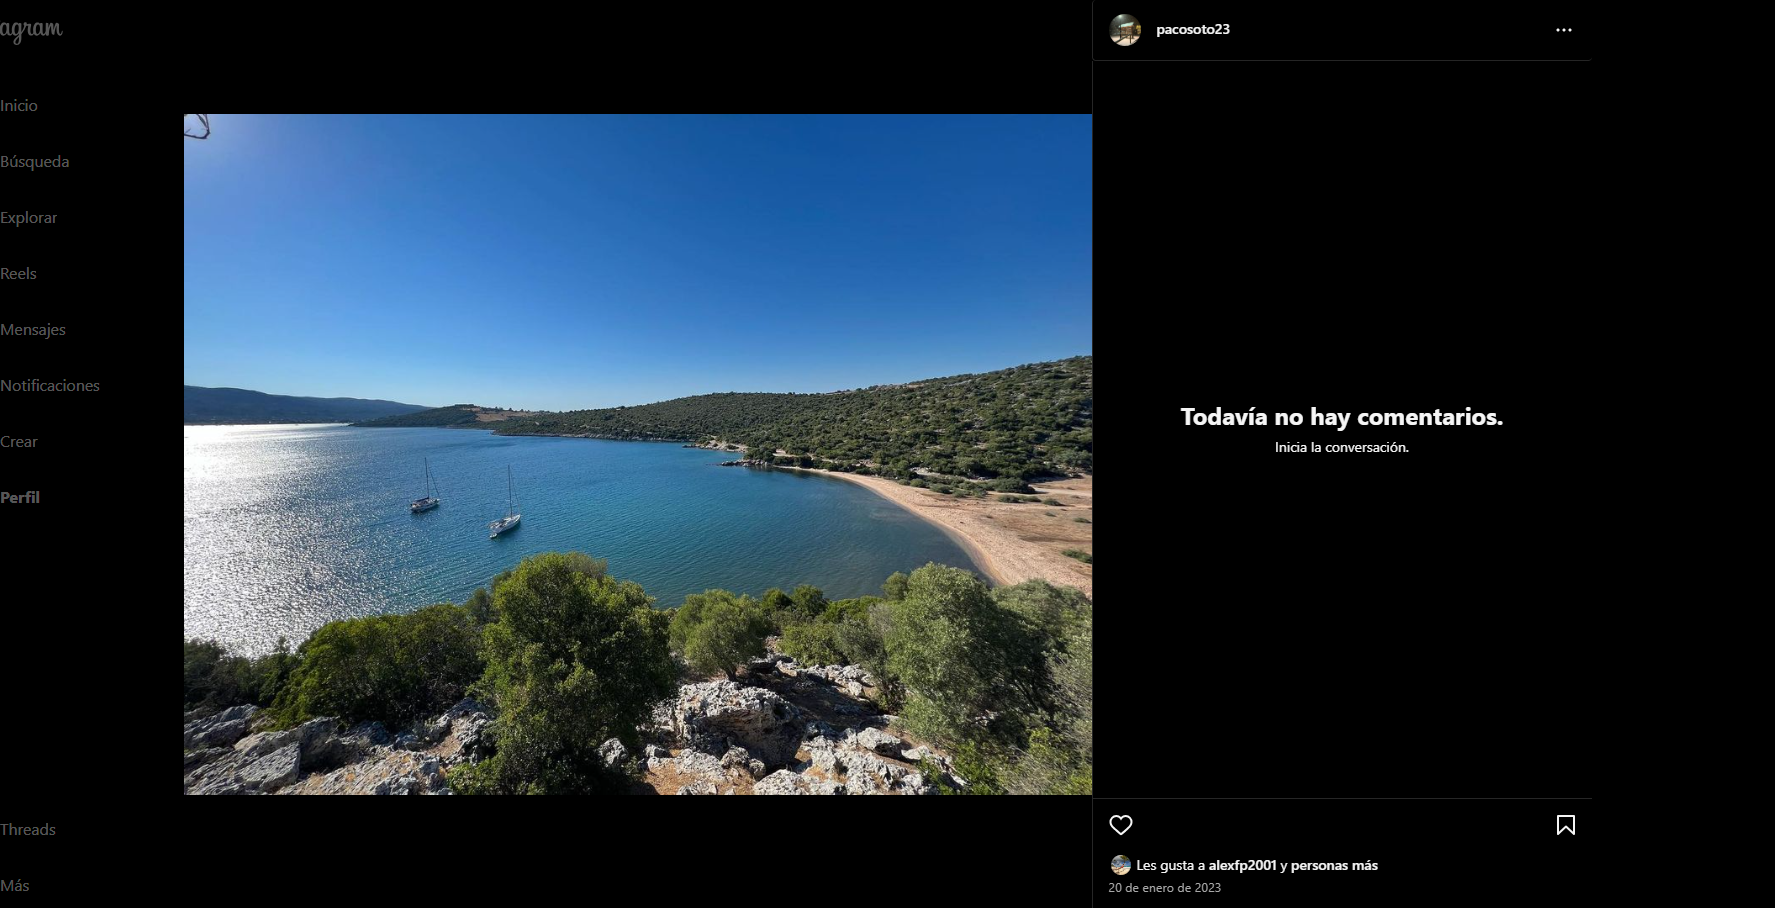 agram
Inicio
Búsqueda
Explorar
Reels
Mensajes
Notificaciones
Crear
Perfil
Threads
Más
pacosoto23
Todavía no hay comentarios.
Inicia la conversación.
Les gusta a alexfp2001 y personas más
20 de enero de 2023